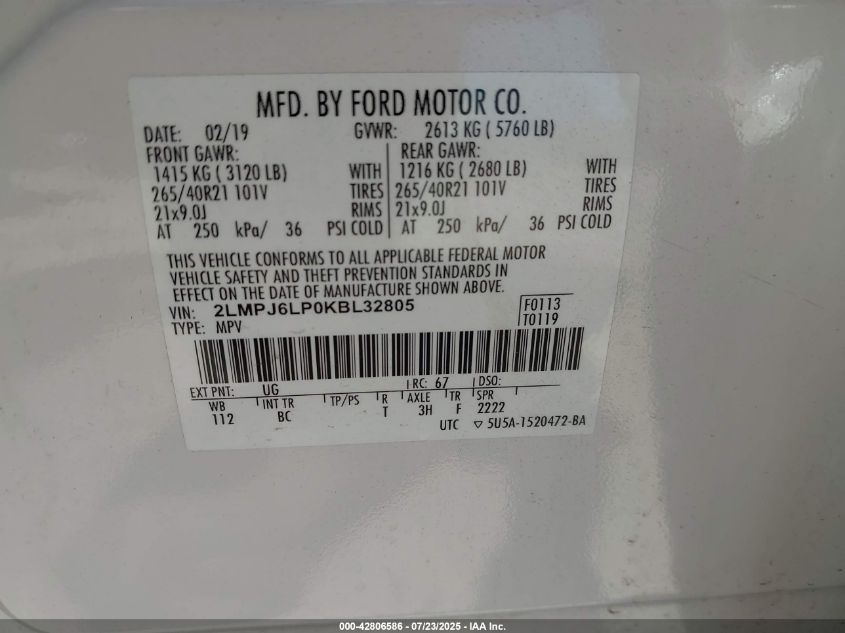 MFD. BY FORD MOTOR CO.
DATE: 02/19 GVWR: 2613 KG ( 5760 LB)
FRONT GAWR: REAR GAWR:
1415 KG ( 3120 LB) WITH 1216 KG ( 2680 LB) WITH
265/40R21 101V TIRES 265/40R21 101V TIRES
21x9.0J RIMS 21x9.0J RIMS
AT 250 kPa/ 36 PSI COLD AT 250 kPa/ 36 PSI COLD
THIS VEHICLE CONFORMS TO ALL APPLICABLE FEDERAL MOTOR
VEHICLE SAFETY AND THEFT PREVENTION STANDARDS IN
EFFECT ON THE DATE OF MANUFACTURE SHOWN ABOVE.
VIN: 2LMPJ6LP0KBL32805 F0113
TYPE: MPV T0119
EXT PNT: UG RC: 67 DSO:
WB INT TR TP/PS R AXLE TR SPR
112 BC T 3H F 2222
UTC ▽ 5U5A-1520472-BA
000-42806586 - 07/23/2025 - IAA Inc.